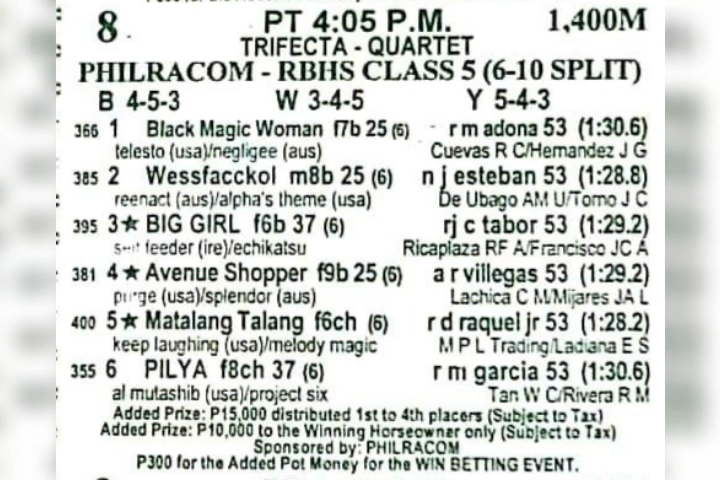 8 PT 4:05 P.M. 1,400M
TRIFECTA - QUARTET
PHILRACOM - RBHS CLASS 5 (6-10 SPLIT)
B 4-5-3 W 3-4-5 Y 5-4-3
366 1 Black Magic Woman f7b 25 (6) r m adona 53 (1:30.6)
telesto (usa)/negligee (aus) Cuevas R C/Hernandez J G
385 2 Wessfacckol m8b 25 (6) n j esteban 53 (1:28.8)
reenact (aus)/alpha's theme (usa) De Ubago AM U/Tomo J C
395 3★ BIG GIRL f6b 37 (6) rj c tabor 53 (1:29.2)
feeder (ire)/echikatsu Ricaplaza RF A/Francisco JC A
381 4★ Avenue Shopper f9b 25 (6) a r villegas 53 (1:29.2)
(usa)/splendor (aus) Lachica C M/Mijares JA L
400 5★ Matalang Talang f6ch (6) r d raquel jr 53 (1:28.2)
keep laughing (usa)/melody magic M P L Trading/Ladiana E S
355 6 PILYA f8ch 37 (6) r m garcia 53 (1:30.6)
al mutashib (usa)/project six Tan W C/Rivera R M
Added Prize: P15,000 distributed 1st to 4th placers (Subject to Tax)
Added Prize: P10,000 to the Winning Horseowner only (Subject to Tax)
Sponsored by: PHILRACOM
P300 for the Added Pot Money for the WIN BETTING EVENT.